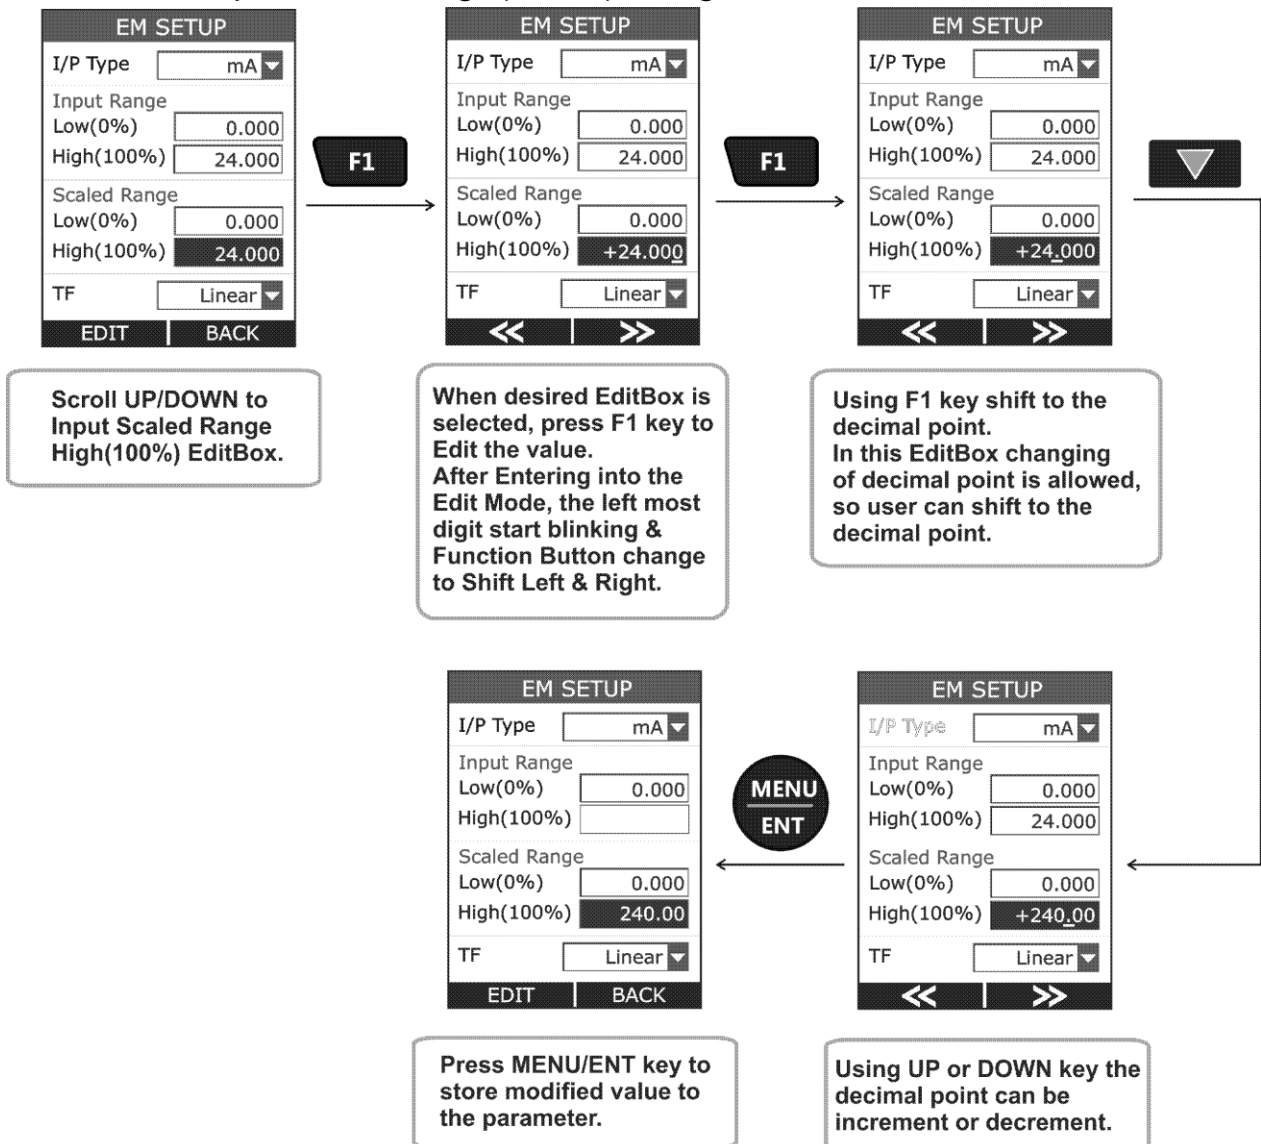 EM SETUP
I/P Type mA
Input Range
Low(0%) 0.000
High(100%) 24.000
Scaled Range
Low(0%) 0.000
High(100%) 24.000
TF Linear
EDIT BACK
F1
EM SETUP
I/P Type mA
Input Range
Low(0%) 0.000
High(100%) 24.000
Scaled Range
Low(0%) 0.000
High(100%) +24.000
TF Linear
<< >>
F1
EM SETUP
I/P Type mA
Input Range
Low(0%) 0.000
High(100%) 24.000
Scaled Range
Low(0%) 0.000
High(100%) +24.000
TF Linear
<< >>
Scroll UP/DOWN to
Input Scaled Range
High(100%) EditBox.
When desired EditBox is
selected, press F1 key to
Edit the value.
After Entering into the
Edit Mode, the left most
digit start blinking &
Function Button change
to Shift Left & Right.
Using F1 key shift to the
decimal point.
In this EditBox changing
of decimal point is allowed,
so user can shift to the
decimal point.
EM SETUP
I/P Type mA
Input Range
Low(0%) 0.000
High(100%)
Scaled Range
Low(0%) 0.000
High(100%) 240.00
TF Linear
EDIT BACK
MENU
ENT
EM SETUP
I/P Type mA
Input Range
Low(0%) 0.000
High(100%) 24.000
Scaled Range
Low(0%) 0.000
High(100%) +240.00
TF Linear
<< >>
Press MENU/ENT key to
store modified value to
the parameter.
Using UP or DOWN key the
decimal point can be
increment or decrement.